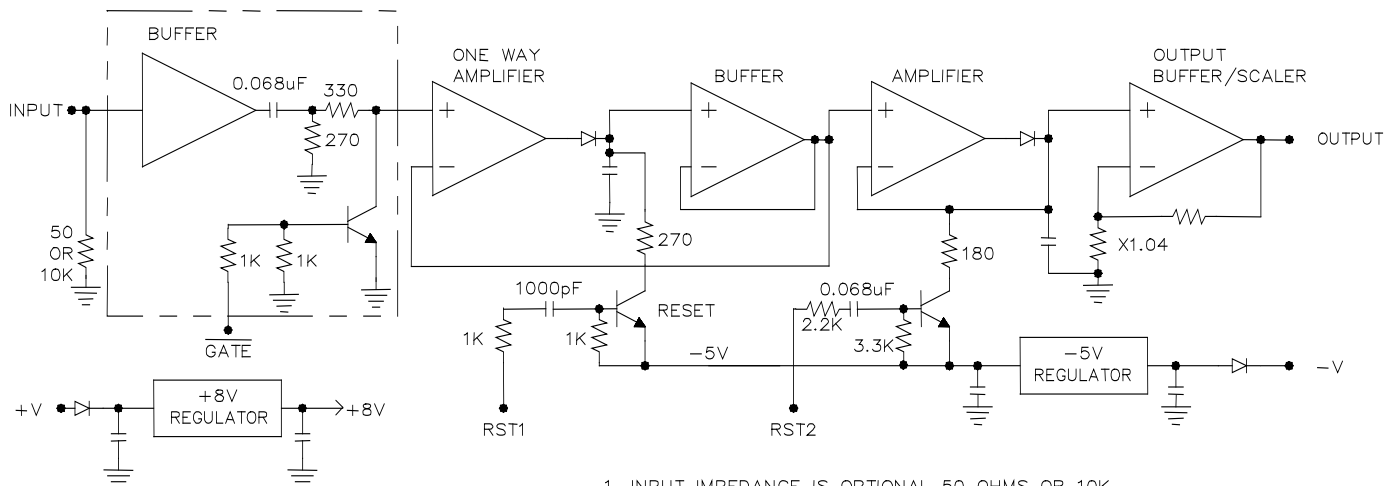 BUFFER
ONE WAY
AMPLIFIER
BUFFER
AMPLIFIER
OUTPUT
BUFFER/SCALER
0.068uF
330
INPUT
+
+
+
+
270
OUTPUT
−
−
−
−
50
OR
10K
1K
1K
270
180
X1.04
GATE
1000pF
0.068uF
RESET
2.2K
1K
1K
3.3K
−5V
−5V
REGULATOR
−V
+V
+8V
REGULATOR
+8V
RST1
RST2
1. INPUT IMPEDANCE IS OPTIONAL 50 OHMS OR 10K